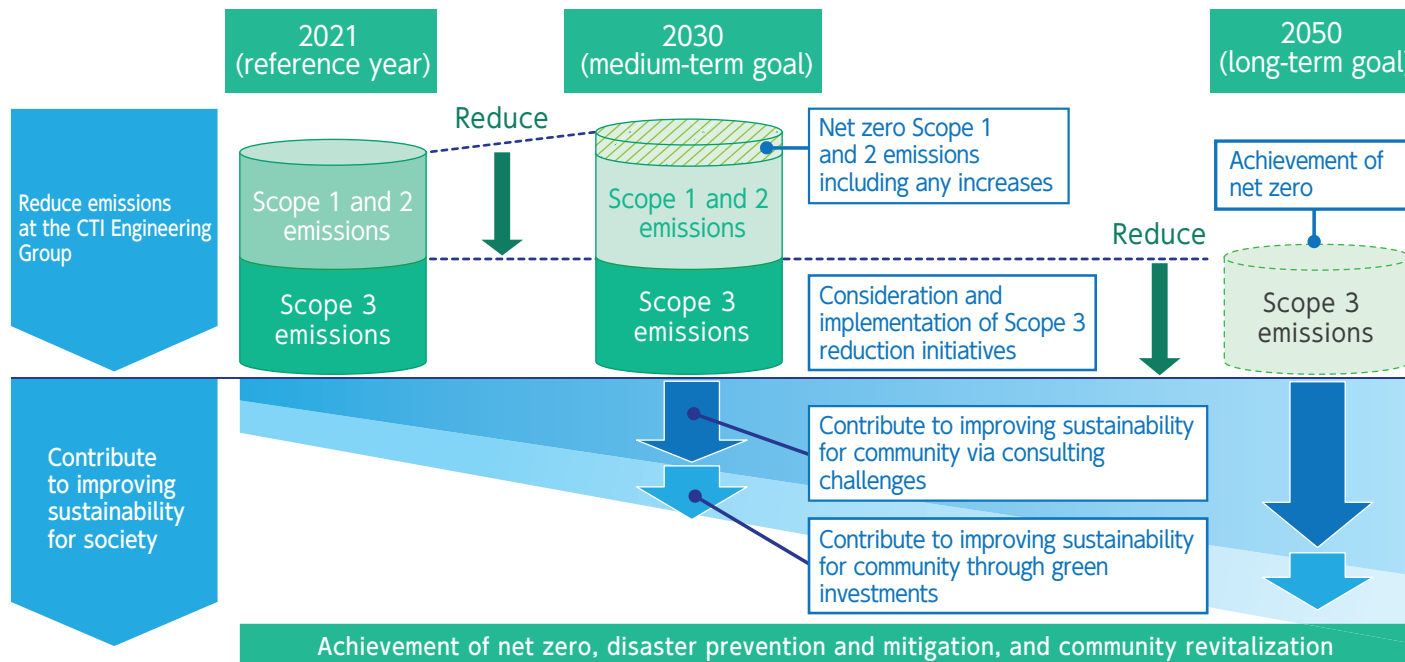 2021
(reference year)
2030
(medium-term goal)
2050
(long-term goal)
Reduce emissions
at the CTI Engineering
Group
Reduce
Scope 1 and 2
emissions
Scope 3
emissions
Scope 1 and 2
emissions
Scope 3
emissions
Net zero Scope 1
and 2 emissions
including any increases
Consideration and
implementation of Scope 3
reduction initiatives
Reduce
Achievement of
net zero
Scope 3
emissions
Contribute
to improving
sustainability
for society
Contribute to improving sustainability
for community via consulting
challenges
Contribute to improving sustainability
for community through green
investments
Achievement of net zero, disaster prevention and mitigation, and community revitalization